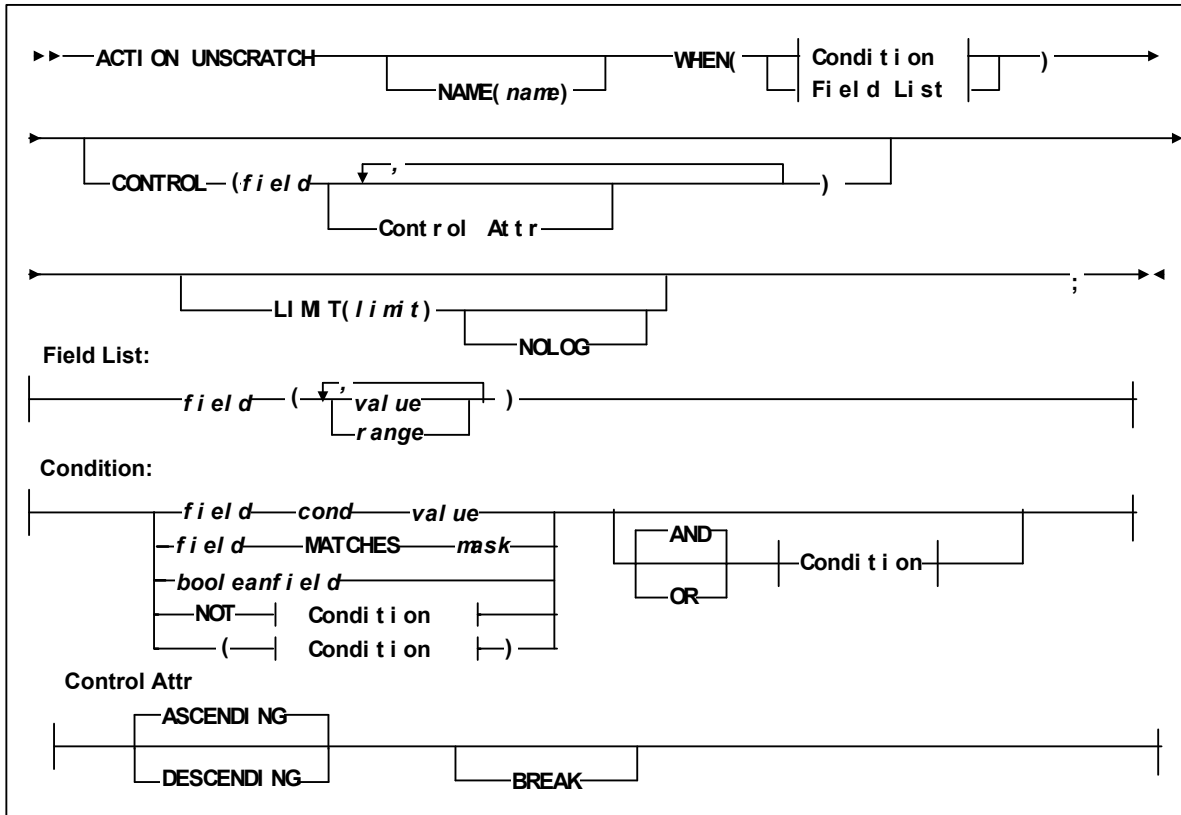 ACTION UNSCRATCH WHEN( Condition )
NAME(name) Field List
,
CONTROL (field )
Control Attr
;
LIMIT(limit)
NOLOG
Field List:
,
field ( value )
range
Condition:
field cond value
AND
field MATCHES mask
Condition
booleanfield
OR
NOT Condition
( Condition )
Control Attr
ASCENDING
DESCENDING
BREAK